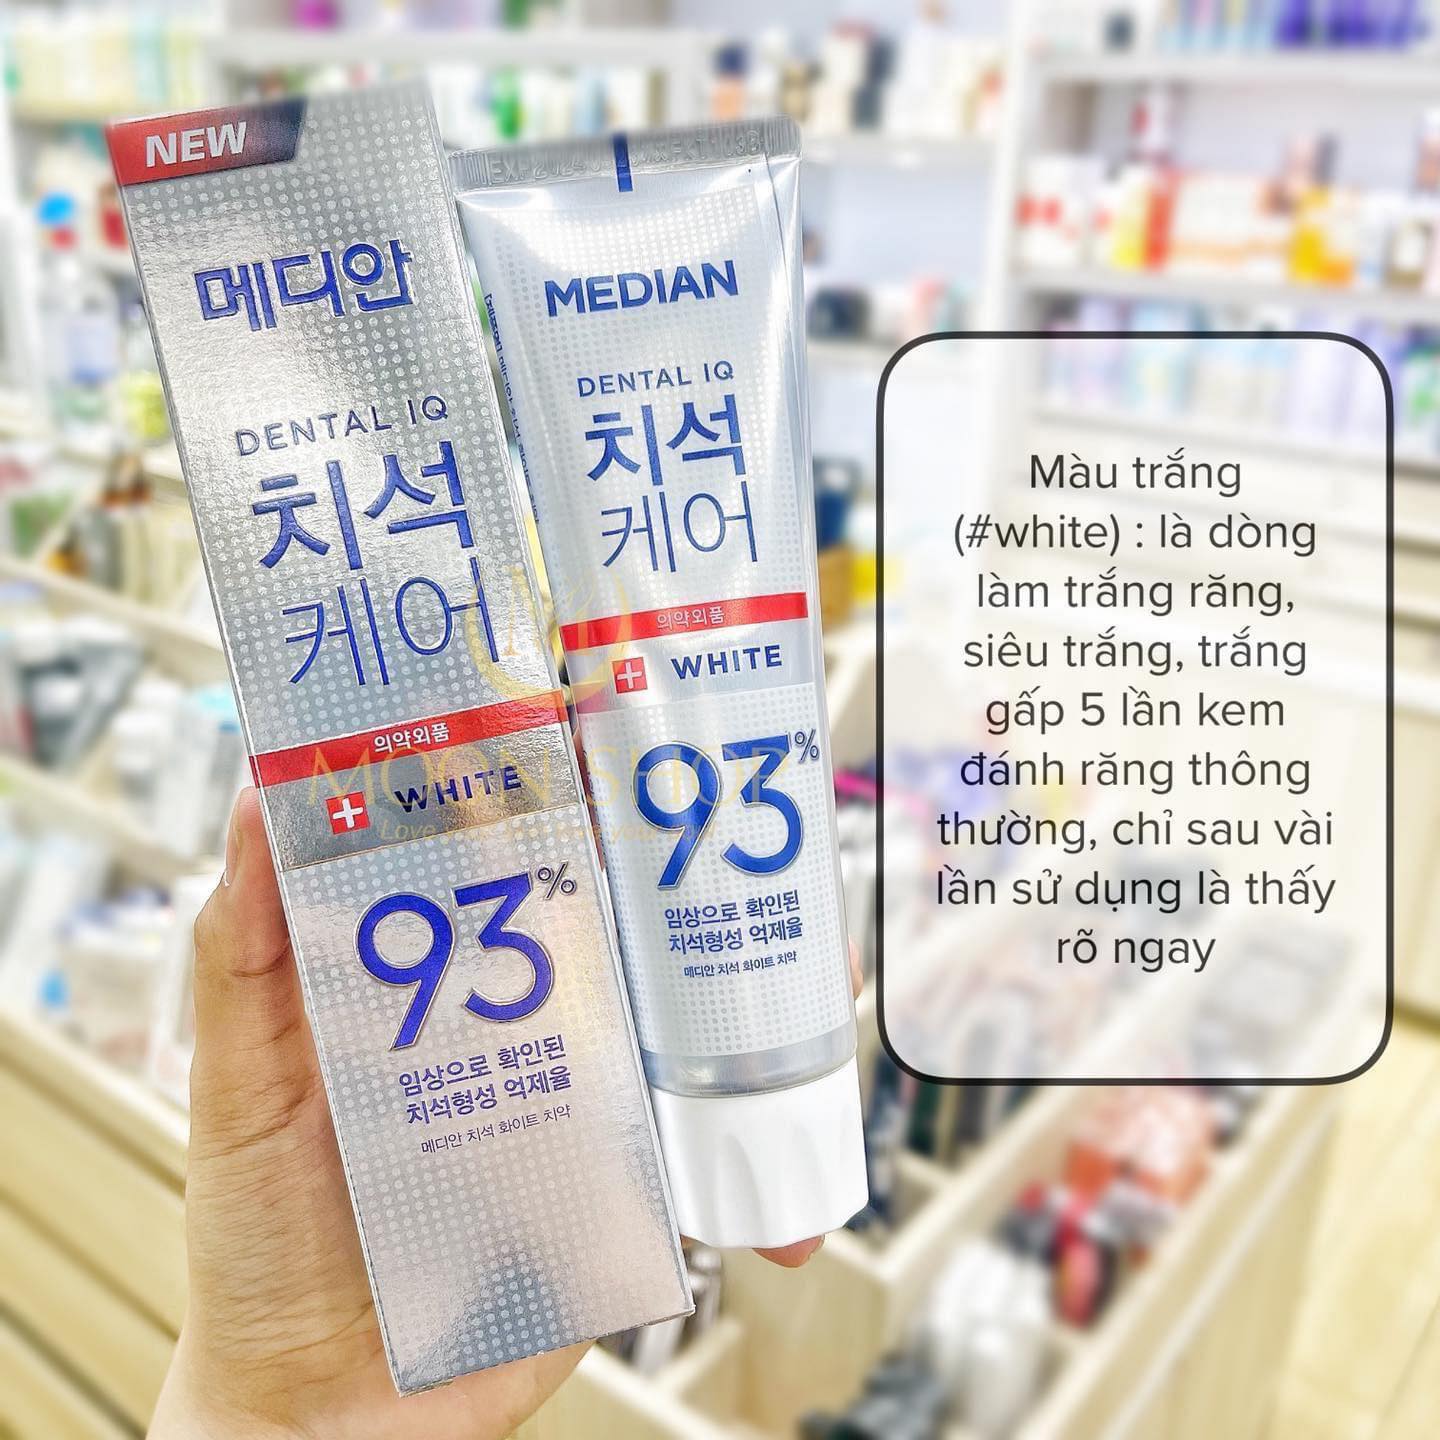 NEW
메디안
DENTAL IQ
치석
케어
의약외품
WHITE
93%
임상으로 확인된
치석형성 억제율
메디안 치석 화이트 치약
MEDIAN
DENTAL IQ
치석
케어
의약외품
WHITE
93%
임상으로 확인된
치석형성 억제율
메디안 치석 화이트 치약
MOON SHOP
Màu trắng
(#white) : là dòng
làm trắng răng,
siêu trắng, trắng
gấp 5 lần kem
đánh răng thông
thường, chỉ sau vài
lần sử dụng là thấy
rõ ngay